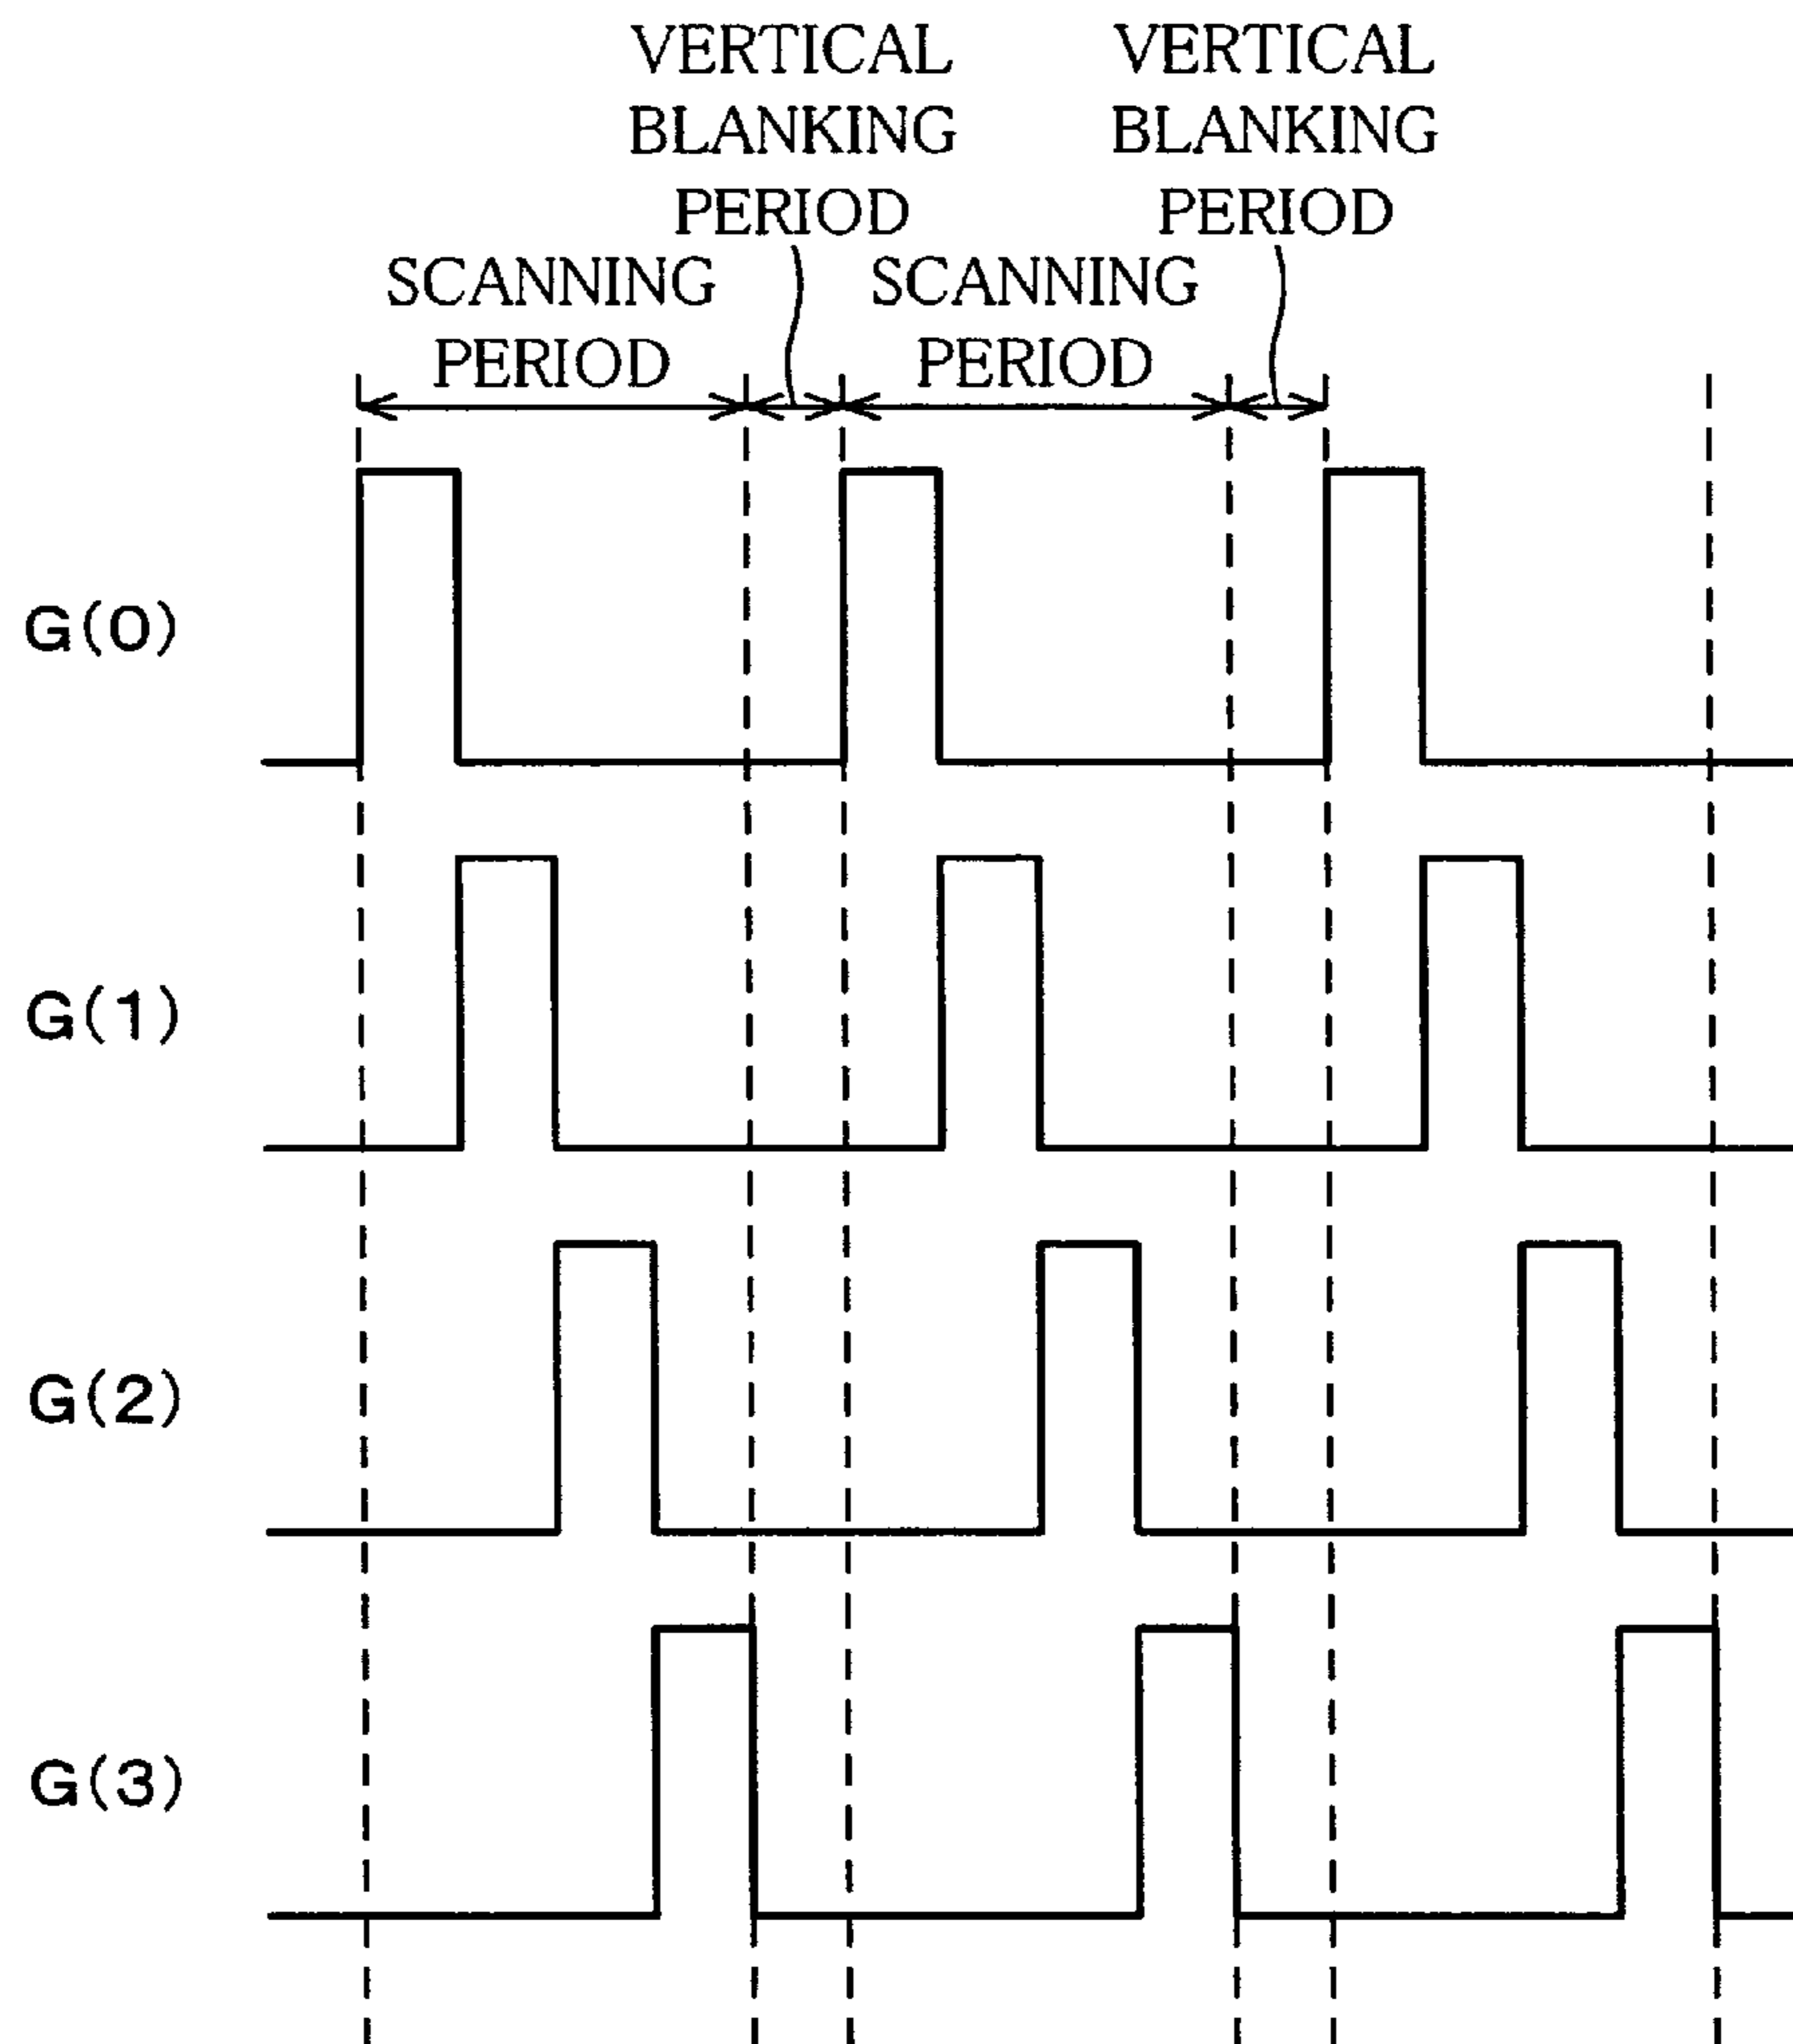 VERTICAL
BLANKING
PERIOD
VERTICAL
BLANKING
PERIOD
SCANNING
PERIOD
SCANNING
PERIOD
G(0)
G(1)
G(2)
G(3)